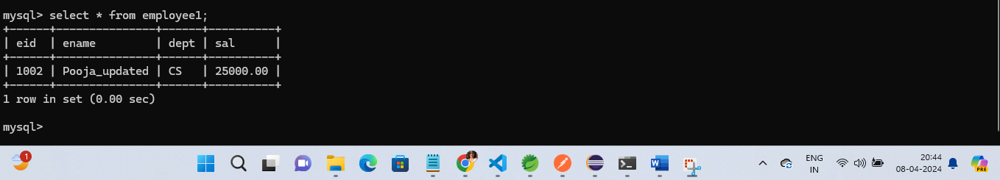 mysql> select * from employee1;
+------+---------------+------+----------+
| eid  | ename         | dept | sal      |
+------+---------------+------+----------+
| 1002 | Pooja_updated | CS   | 25000.00 |
+------+---------------+------+----------+
1 row in set (0.00 sec)
mysql>
1
ENG
IN
20:44
08-04-2024
PRE